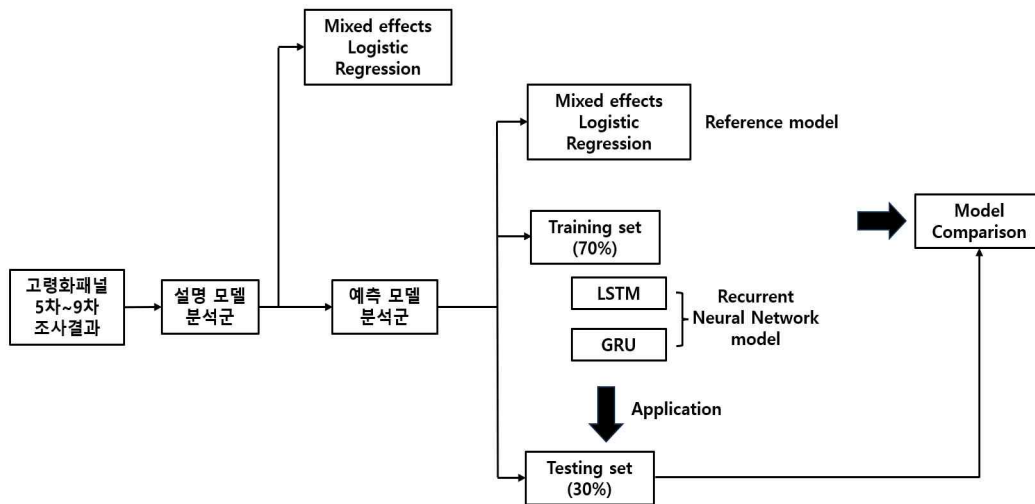 Mixed effects
Logistic
Regression
Mixed effects
Logistic
Regression
Reference model
Training set
(70%)
Model
Comparison
고령화패널
5차~9차
조사결과
설명 모델
분석군
예측 모델
분석군
LSTM
GRU
Recurrent
Neural Network
model
Application
Testing set
(30%)